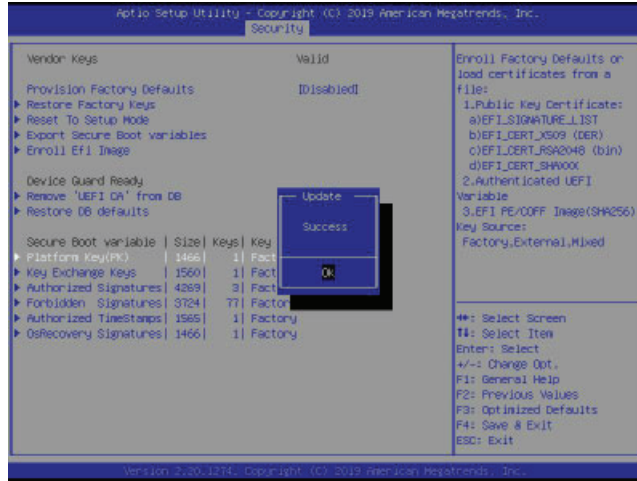 Aptio Setup Utility - Copyright (C) 2019 American Megatrends, Inc.
Security
Vendor Keys Valid
Provision Factory Defaults [Disabled]
Restore Factory Keys
Reset To Setup Mode
Export Secure Boot variables
Enroll Efi Image
Device Guard Ready
Remove 'UEFI CA' from DB
Restore DB defaults
Secure Boot variable | Size| Keys| Key
Platform Key(PK) | 1466| 1| Fact
Key Exchange Keys | 1560| 1| Fact
Authorized Signatures| 4269| 3| Fact
Forbidden Signatures| 3724| 77| Factor
Authorized TimeStamps| 1565| 1| Factory
OsRecovery Signatures| 1466| 1| Factory
Update
Success
Ok
Enroll Factory Defaults or
load certificates from a
file:
1.Public Key Certificate:
a)EFI_SIGNATURE_LIST
b)EFI_CERT_X509 (DER)
c)EFI_CERT_RSA2048 (bin)
d)EFI_CERT_SHAXXX
2.Authenticated UEFI
Variable
3.EFI PE/COFF Image(SHA256)
Key Source:
Factory,External,Mixed
↔: Select Screen
↑↓: Select Item
Enter: Select
+/-: Change Opt.
F1: General Help
F2: Previous Values
F3: Optimized Defaults
F4: Save & Exit
ESC: Exit
Version 2.20.1274. Copyright (C) 2019 American Megatrends, Inc.